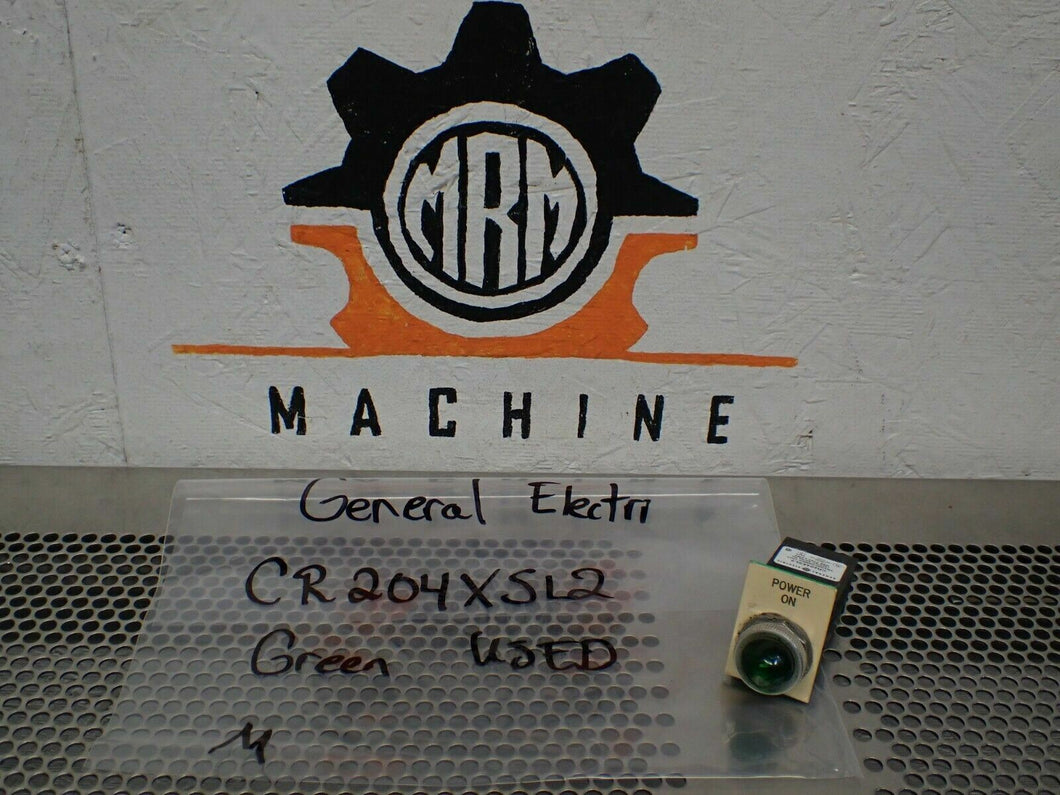 MRM
MACHINE
General Electri
CR204XSL2
Green USED
POWER
ON